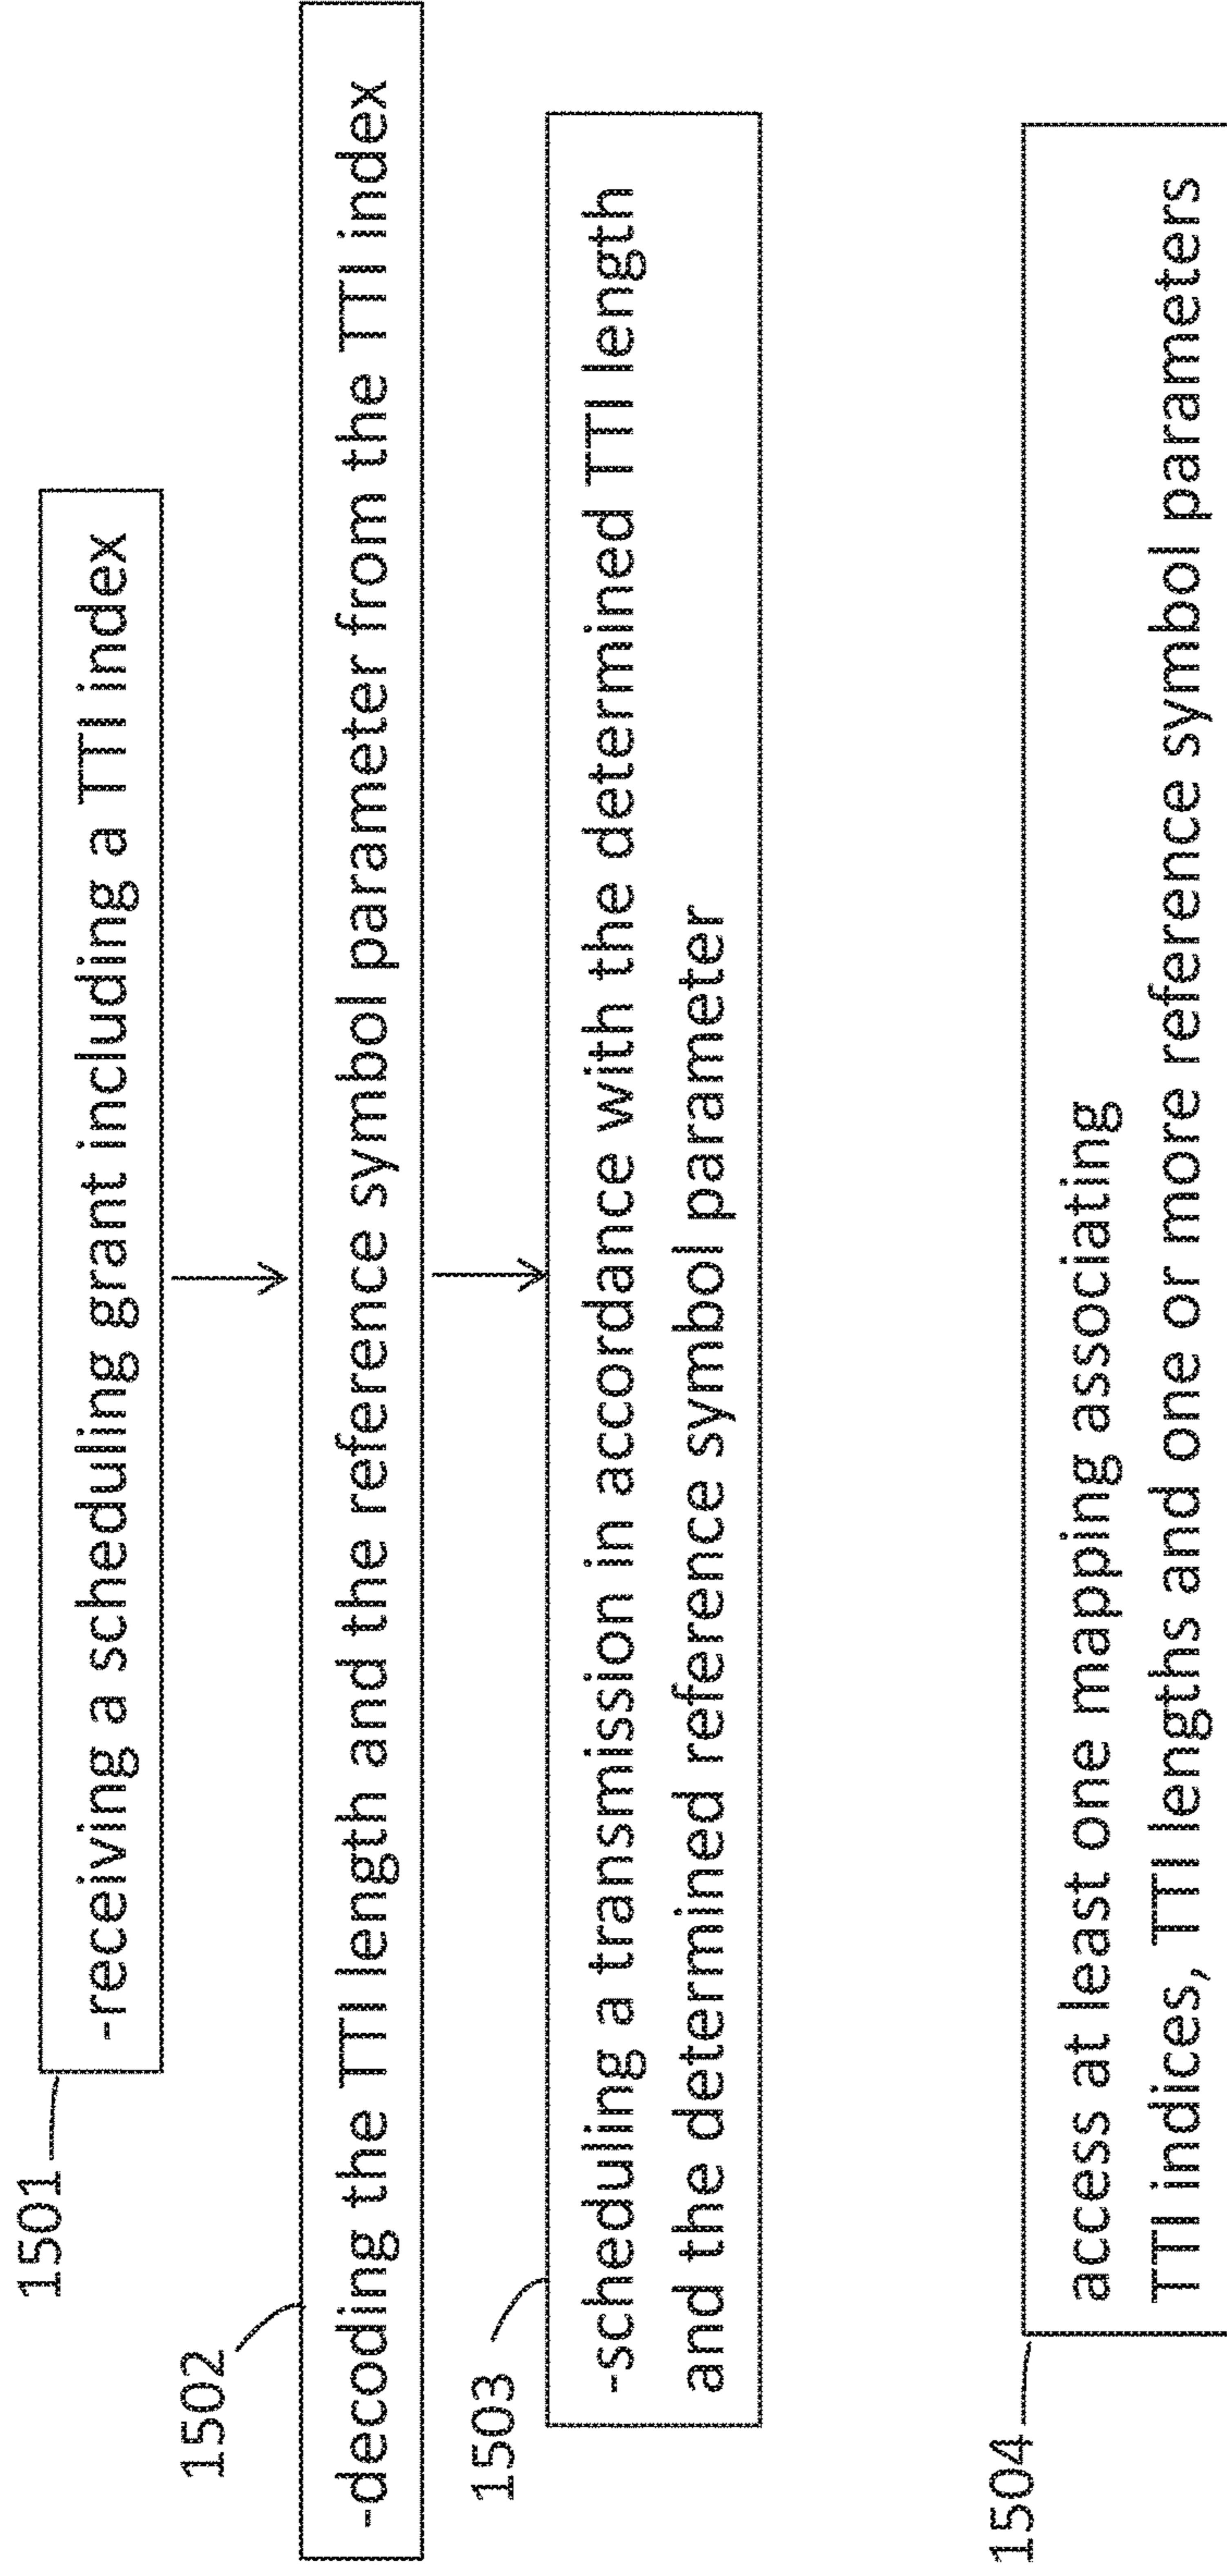 1501
-receiving a scheduling grant including a TTI index
1502
-decoding the TTI length and the reference symbol parameter from the TTI index
1503
-scheduling a transmission in accordance with the determined TTI length
and the determined reference symbol parameter
1504
access at least one mapping associating
TTI indices, TTI lengths and one or more reference symbol parameters